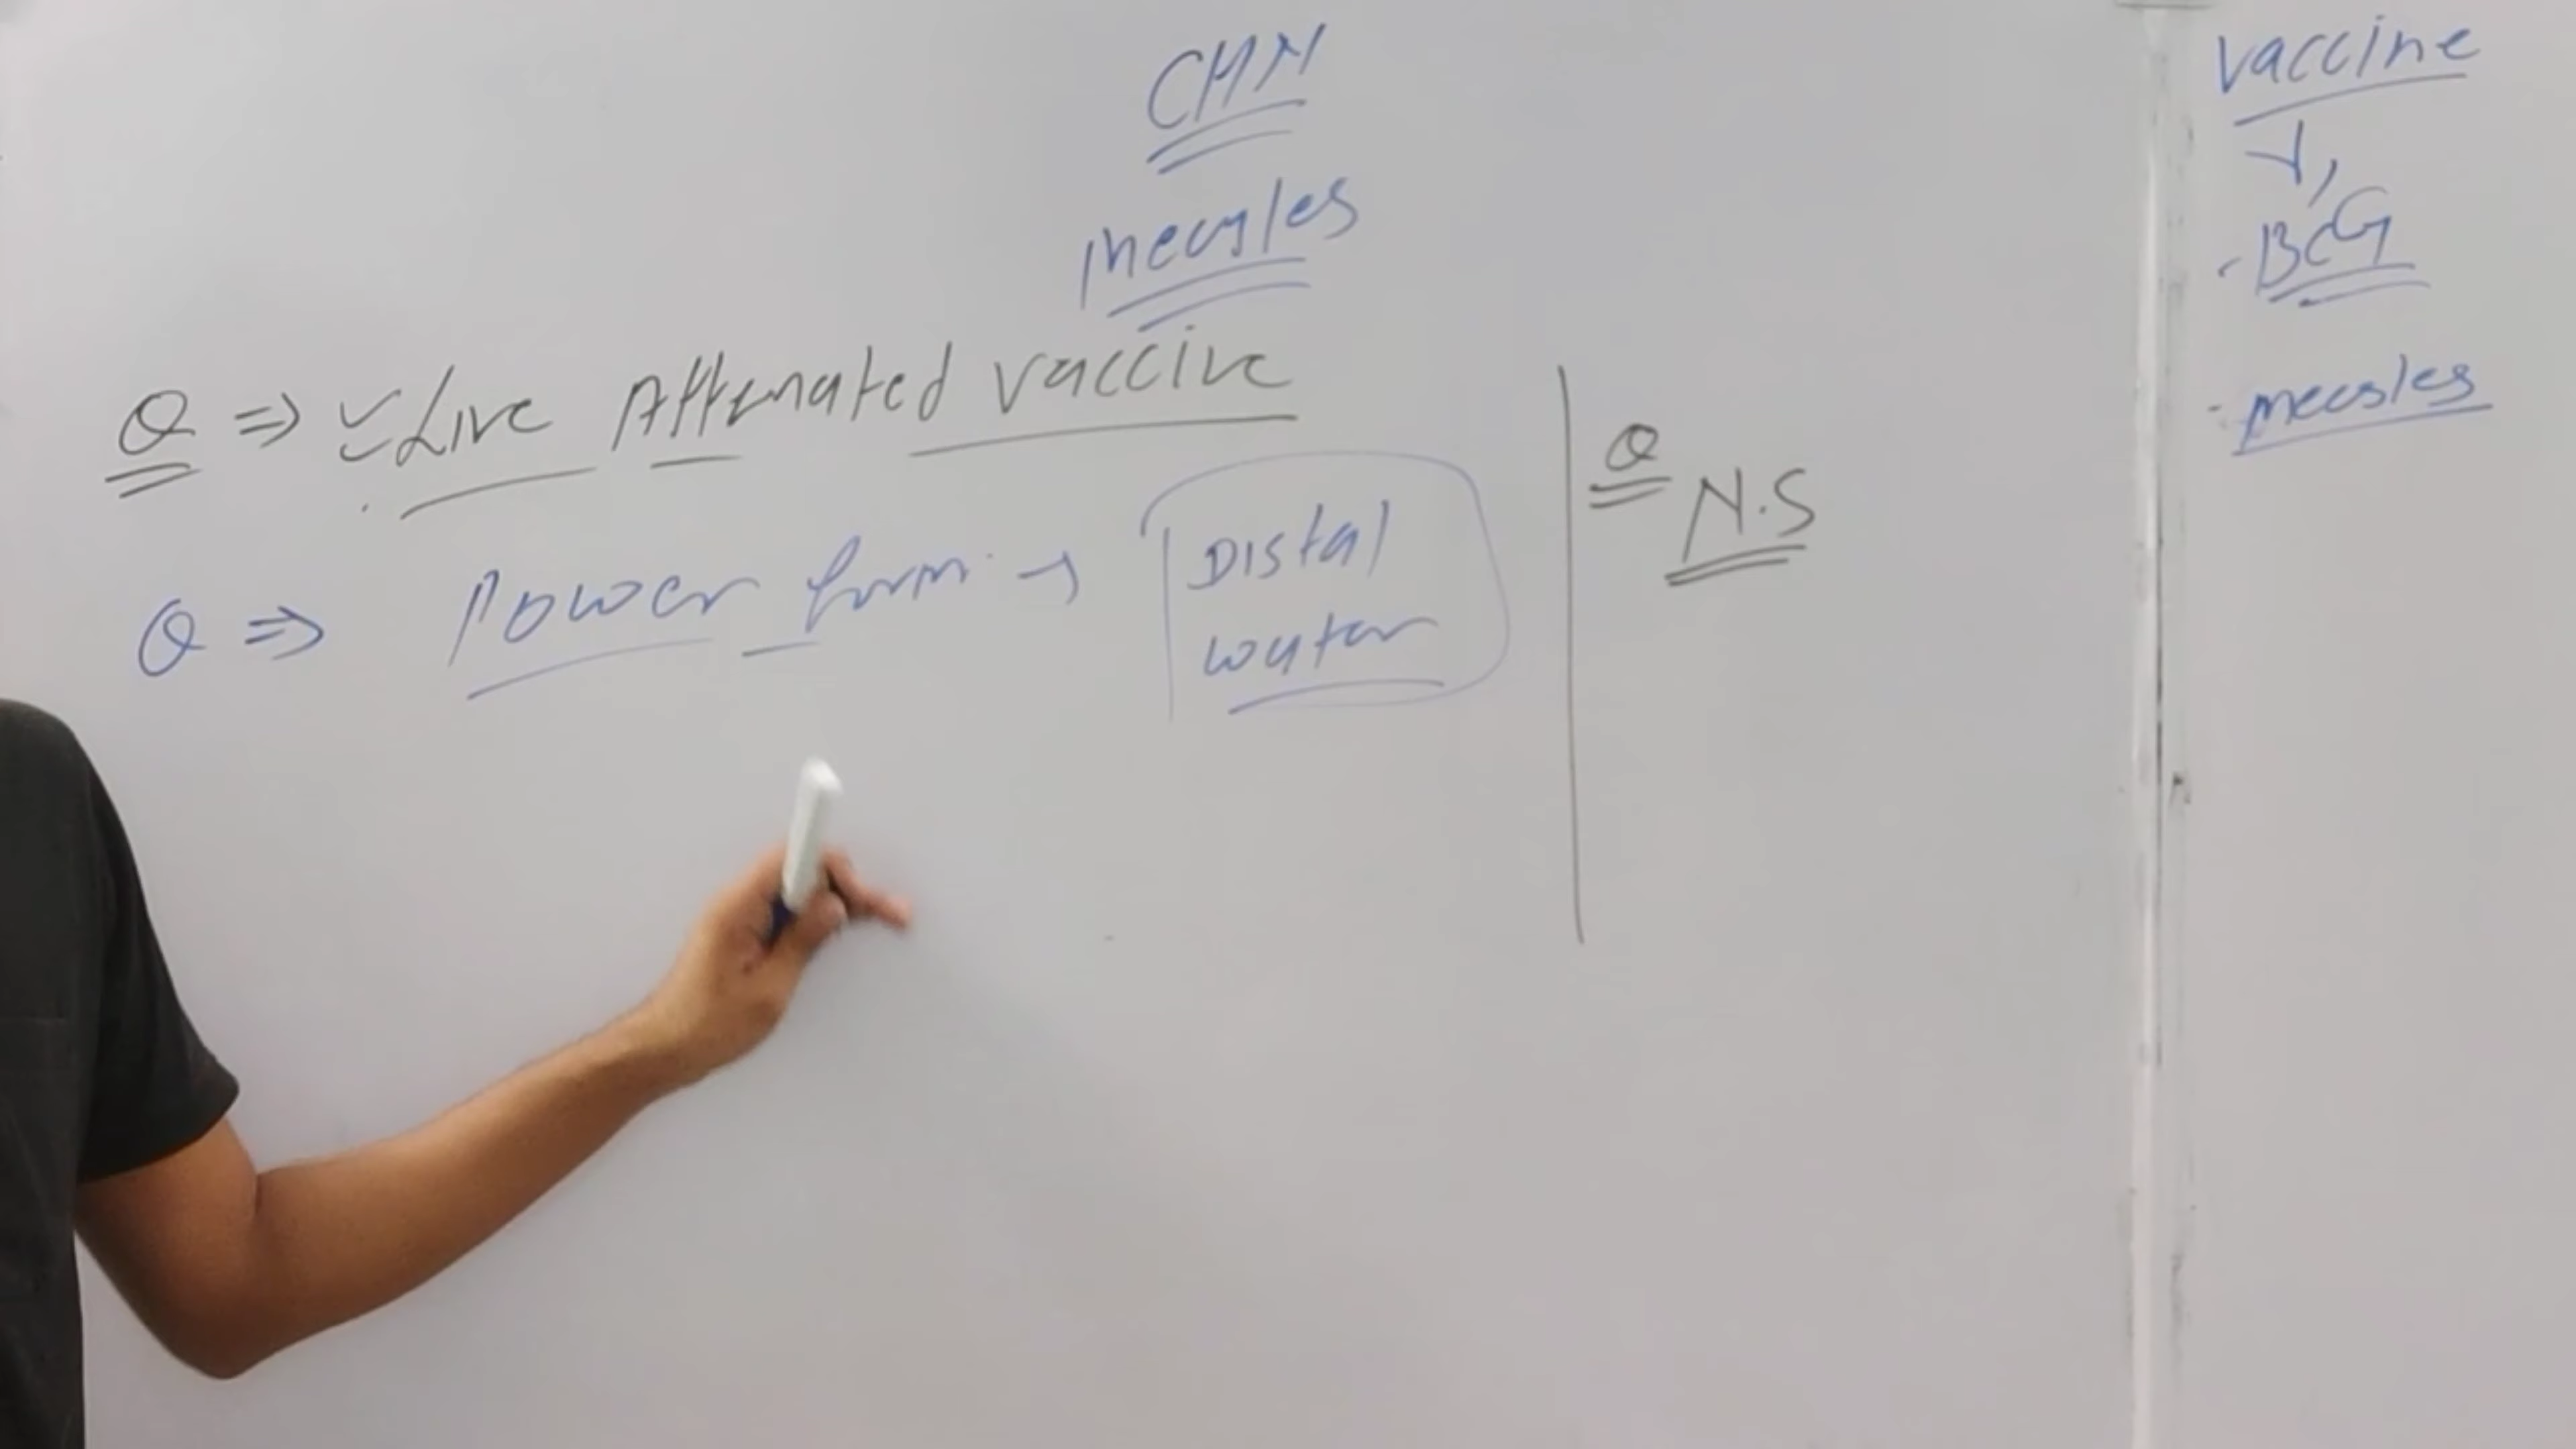 CHN
measles
Q ⇒ ✓ Live Attenuated vaccine
Q ⇒ Power form → Distal
water
Q
N.S
vaccine
- BCG
- measles